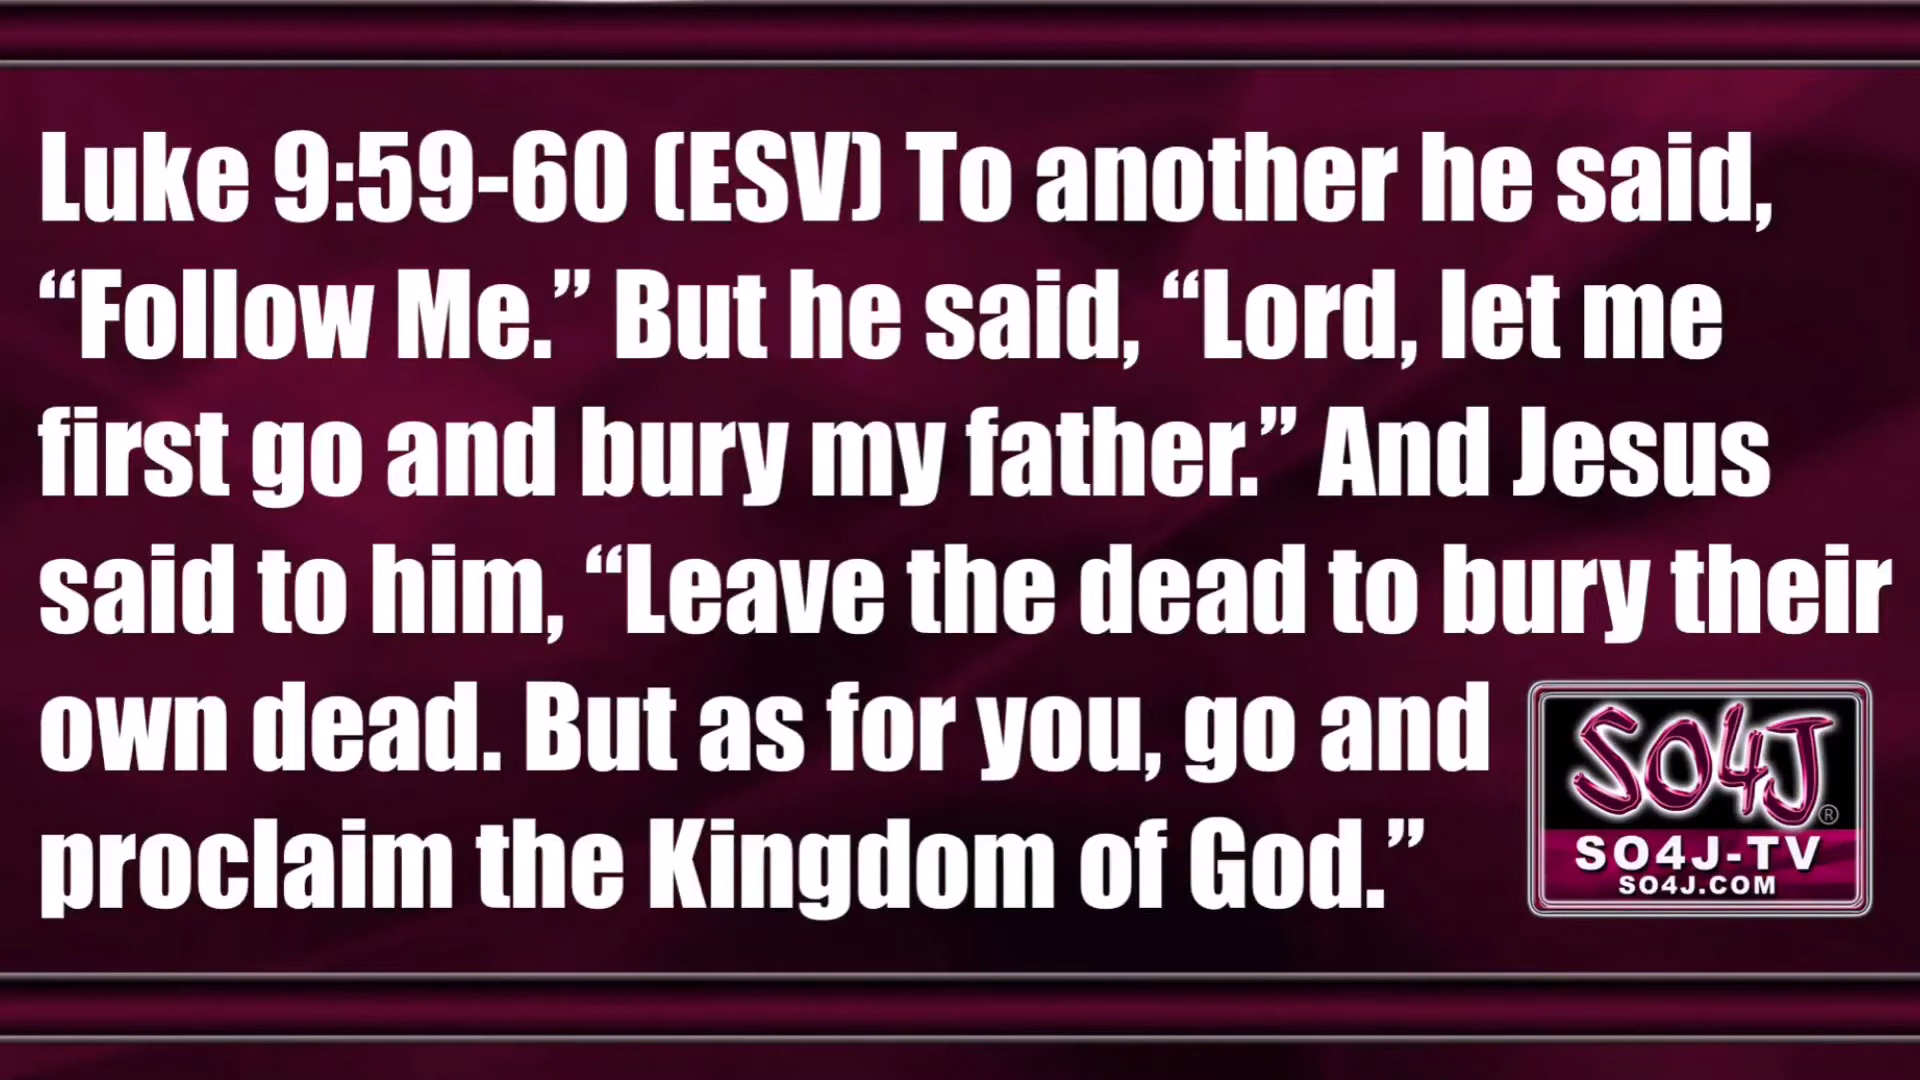 Luke 9:59-60 (ESV) To another he said,
“Follow Me.” But he said, “Lord, let me
first go and bury my father.” And Jesus
said to him, “Leave the dead to bury their
own dead. But as for you, go and
proclaim the Kingdom of God.”
SO4J®
SO4J-TV
SO4J.COM